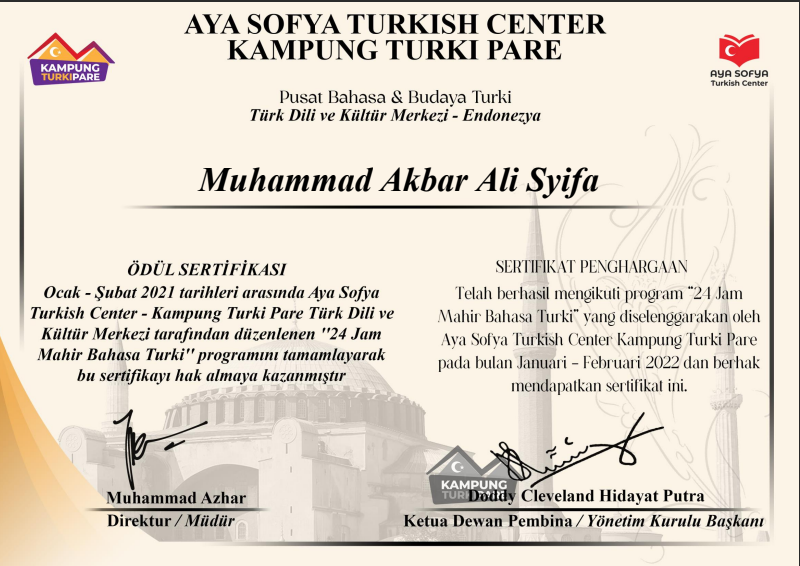 AYA SOFYA TURKISH CENTER
KAMPUNG TURKI PARE
KAMPUNG
TURKIPARE
AYA SOFYA
Turkish Center
Pusat Bahasa & Budaya Turki
Türk Dili ve Kültür Merkezi - Endonezya
Muhammad Akbar Ali Syifa
ÖDÜL SERTİFİKASI
Ocak - Şubat 2021 tarihleri arasında Aya Sofya
Turkish Center - Kampung Turki Pare Türk Dili ve
Kültür Merkezi tarafından düzenlenen "24 Jam
Mahir Bahasa Turki" programını tamamlayarak
bu sertifikayı hak almaya kazanmıştır
SERTIFIKAT PENGHARGAAN
Telah berhasil mengikuti program “24 Jam
Mahir Bahasa Turki” yang diselenggarakan oleh
Aya Sofya Turkish Center Kampung Turki Pare
pada bulan Januari – Februari 2022 dan berhak
mendapatkan sertifikat ini.
Muhammad Azhar
Direktur / Müdür
KAMPUNG
TURKIPARE
Doddy Cleveland Hidayat Putra
Ketua Dewan Pembina / Yönetim Kurulu Başkanı